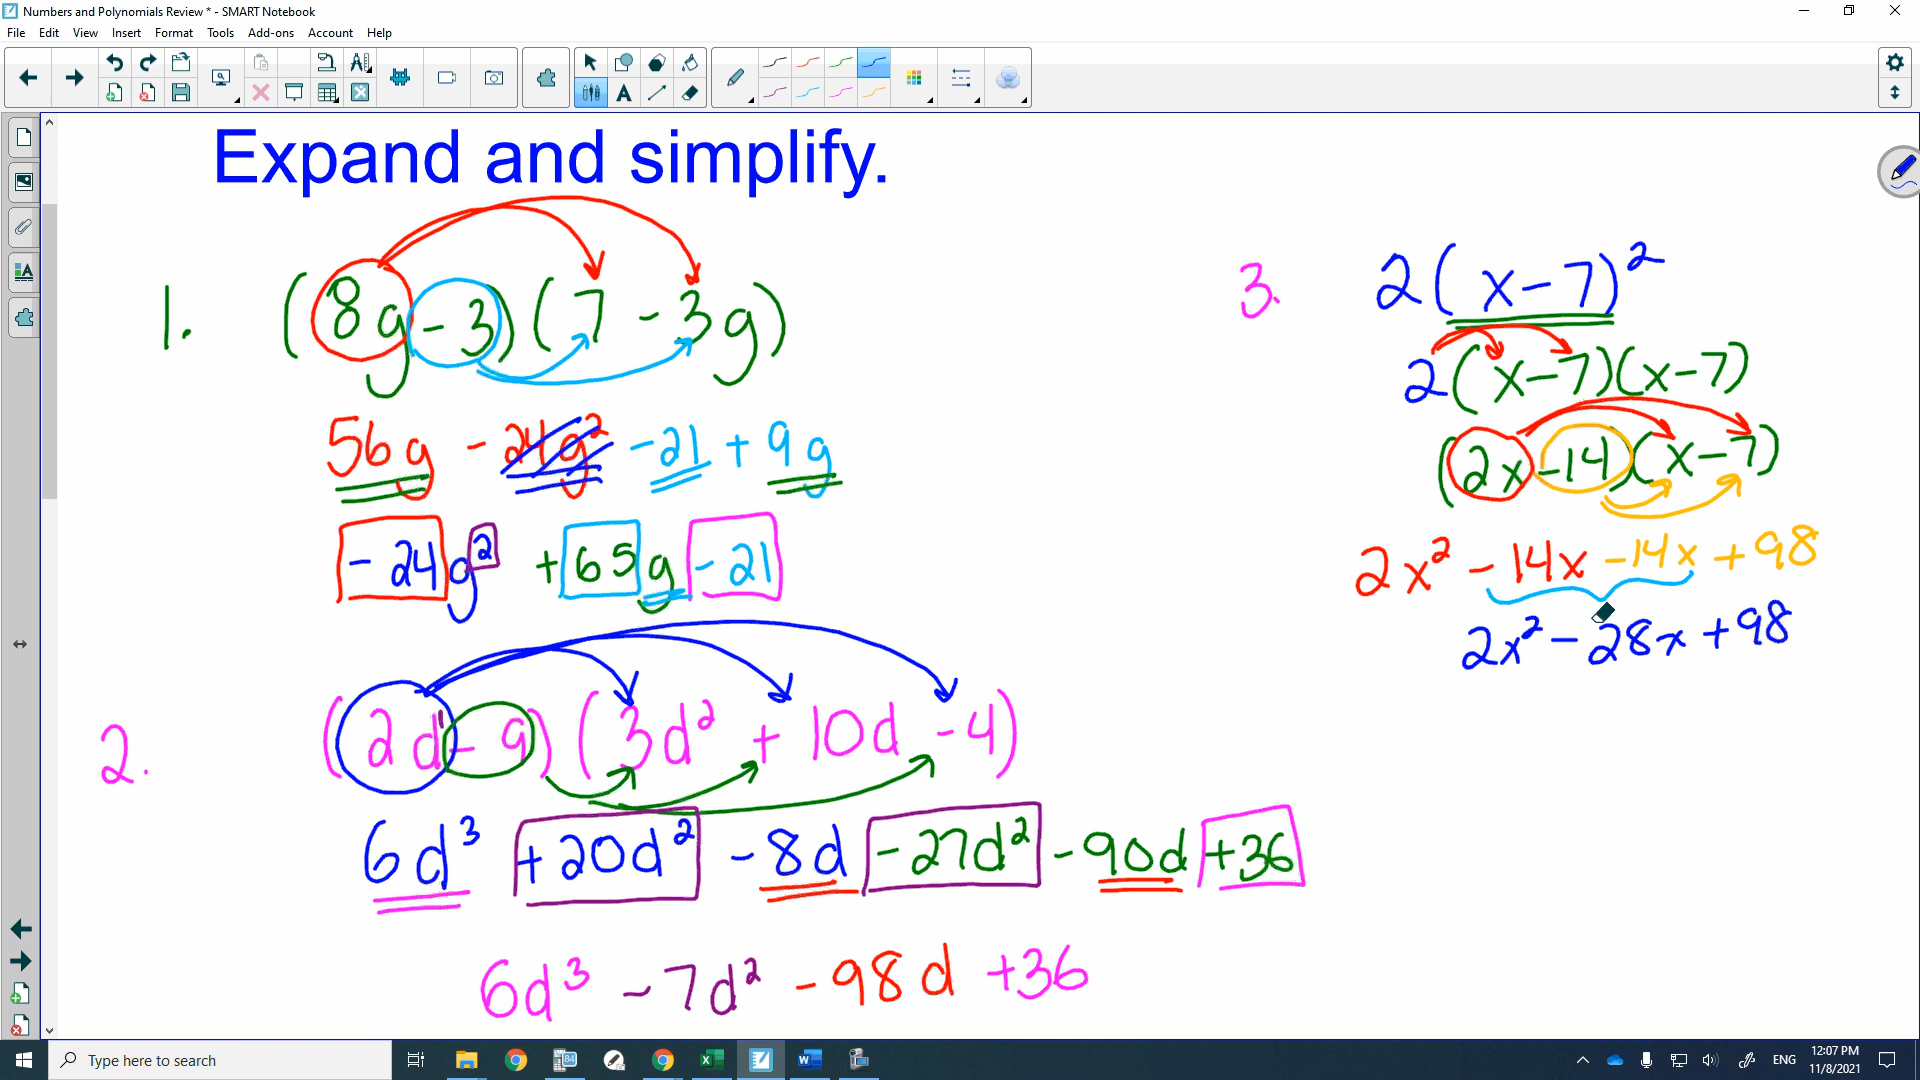 Numbers and Polynomials Review * - SMART Notebook
File Edit View Insert Format Tools Add-ons Account Help
Expand and simplify.
1. (8g - 3)(7 - 3g)
56g - 24g² - 21 + 9g
- 24g² + 65g - 21
2. (2d¹ - 9)(3d² + 10d - 4)
6d³ + 20d² - 8d - 27d² - 90d + 36
6d³ - 7d² - 98d + 36
3. 2(x - 7)²
2(x - 7)(x - 7)
(2x - 14)(x - 7)
2x² - 14x - 14x + 98
2x² - 28x + 98
Type here to search
84
ENG
12:07 PM
11/8/2021